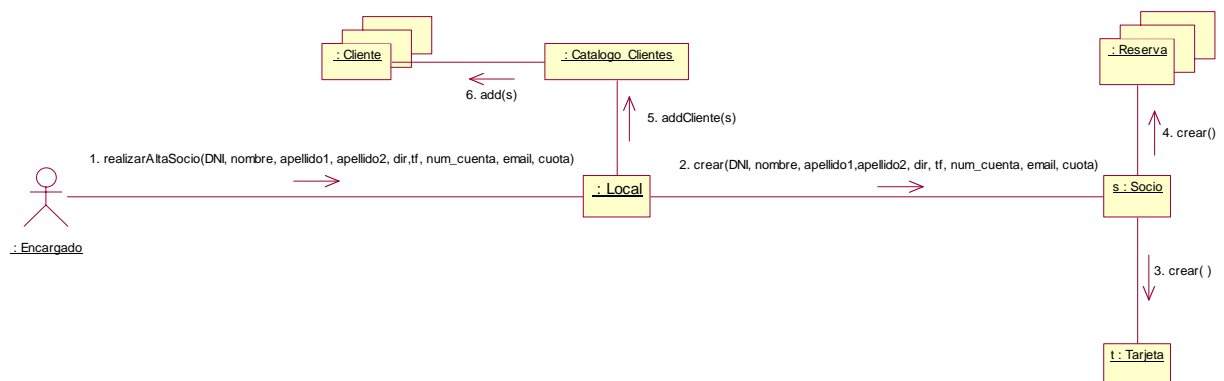 : Cliente
: Catalogo_Clientes
: Reserva
6. add(s)
5. addCliente(s)
4. crear()
1. realizarAltaSocio(DNI, nombre, apellido1, apellido2, dir,tf, num_cuenta, email, cuota)
2. crear(DNI, nombre, apellido1,apellido2, dir, tf, num_cuenta, email, cuota)
: Local
s : Socio
: Encargado
3. crear( )
t : Tarjeta